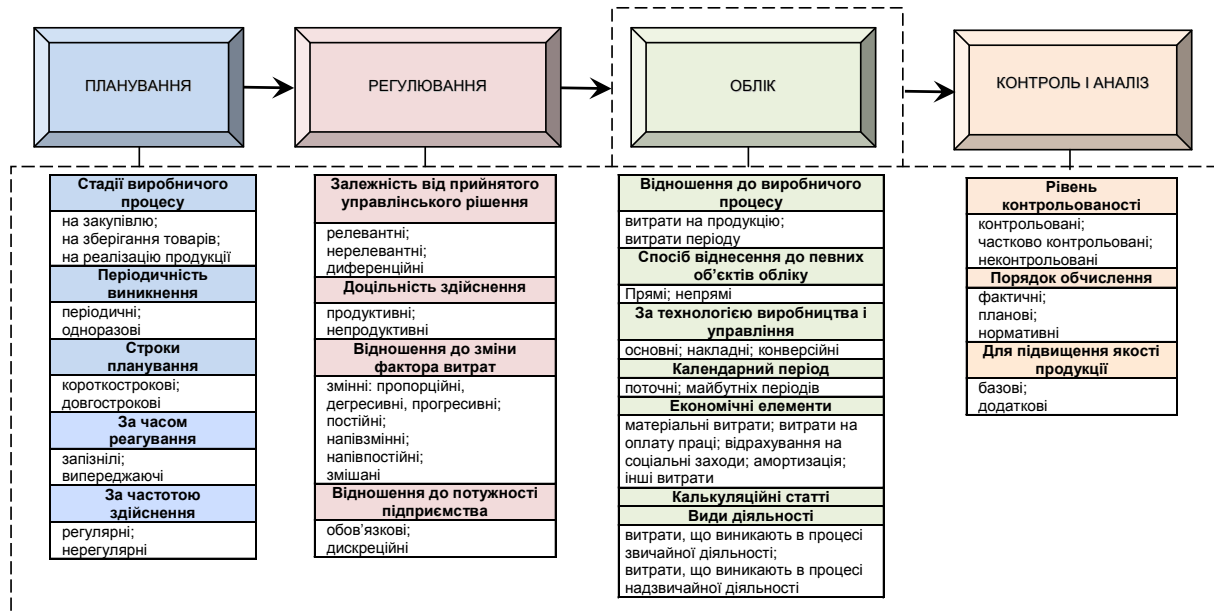 ПЛАНУВАННЯ
РЕГУЛЮВАННЯ
ОБЛІК
КОНТРОЛЬ І АНАЛІЗ
Стадії виробничого
процесу
на закупівлю;
на зберігання товарів;
на реалізацію продукції
Періодичність
виникнення
періодичні;
одноразові
Строки
планування
короткострокові;
довгострокові
За часом
реагування
запізнілі;
випереджаючі
За частотою
здійснення
регулярні;
нерегулярні
Залежність від прийнятого
управлінського рішення
релевантні;
нерелевантні;
диференційні
Доцільність здійснення
продуктивні;
непродуктивні
Відношення до зміни
фактора витрат
змінні: пропорційні,
дегресивні, прогресивні;
постійні;
напівзмінні;
напівпостійні;
змішані
Відношення до потужності
підприємства
обов’язкові;
дискреційні
Відношення до виробничого
процесу
витрати на продукцію;
витрати періоду
Спосіб віднесення до певних
об’єктів обліку
Прямі; непрямі
За технологією виробництва і
управління
основні; накладні; конверсійні
Календарний період
поточні; майбутніх періодів
Економічні елементи
матеріальні витрати; витрати на
оплату праці; відрахування на
соціальні заходи; амортизація;
інші витрати
Калькуляційні статті
Види діяльності
витрати, що виникають в процесі
звичайної діяльності;
витрати, що виникають в процесі
надзвичайної діяльності
Рівень
контрольованості
контрольовані;
частково контрольовані;
неконтрольовані
Порядок обчислення
фактичні;
планові;
нормативні
Для підвищення якості
продукції
базові;
додаткові